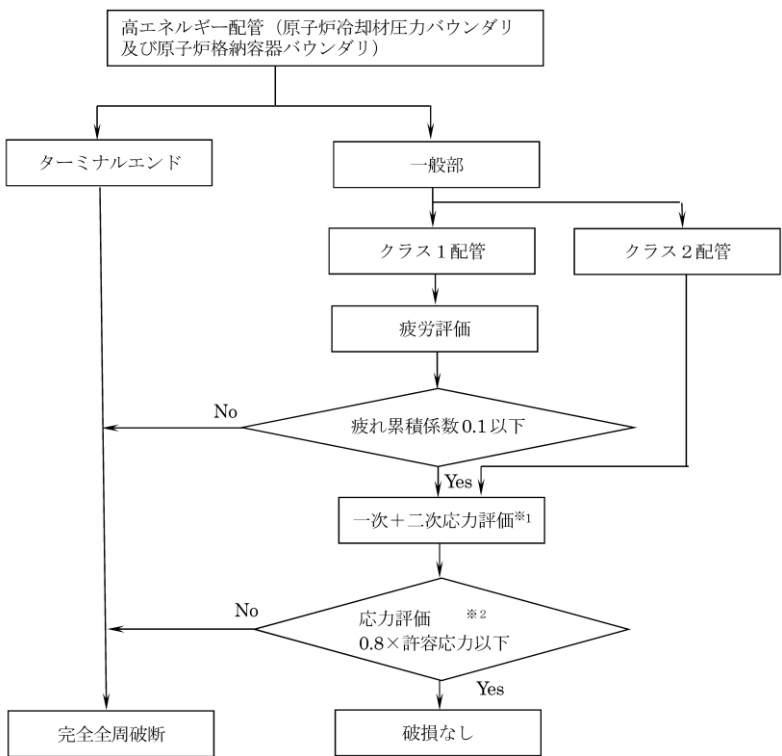 高エネルギー配管（原子炉冷却材圧力バウンダリ
及び原子炉格納容器バウンダリ）
ターミナルエンド
一般部
クラス１配管
クラス２配管
疲労評価
No
疲れ累積係数0.1以下
Yes
一次＋二次応力評価※1
No
応力評価 ※2
0.8×許容応力以下
Yes
完全全周破断
破損なし